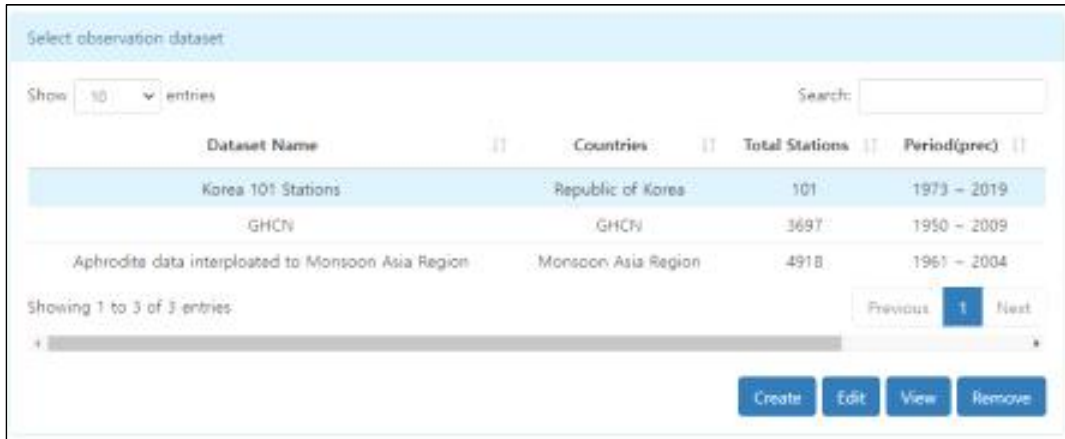 Select observation dataset
Show 10 entries Search:
Dataset Name Countries Total Stations Period(prec)
Korea 101 Stations Republic of Korea 101 1973 ~ 2019
GHCN GHCN 3697 1950 ~ 2009
Aphrodite data interploated to Monsoon Asia Region Monsoon Asia Region 4918 1961 ~ 2004
Showing 1 to 3 of 3 entries Previous 1 Next
Create Edit View Remove